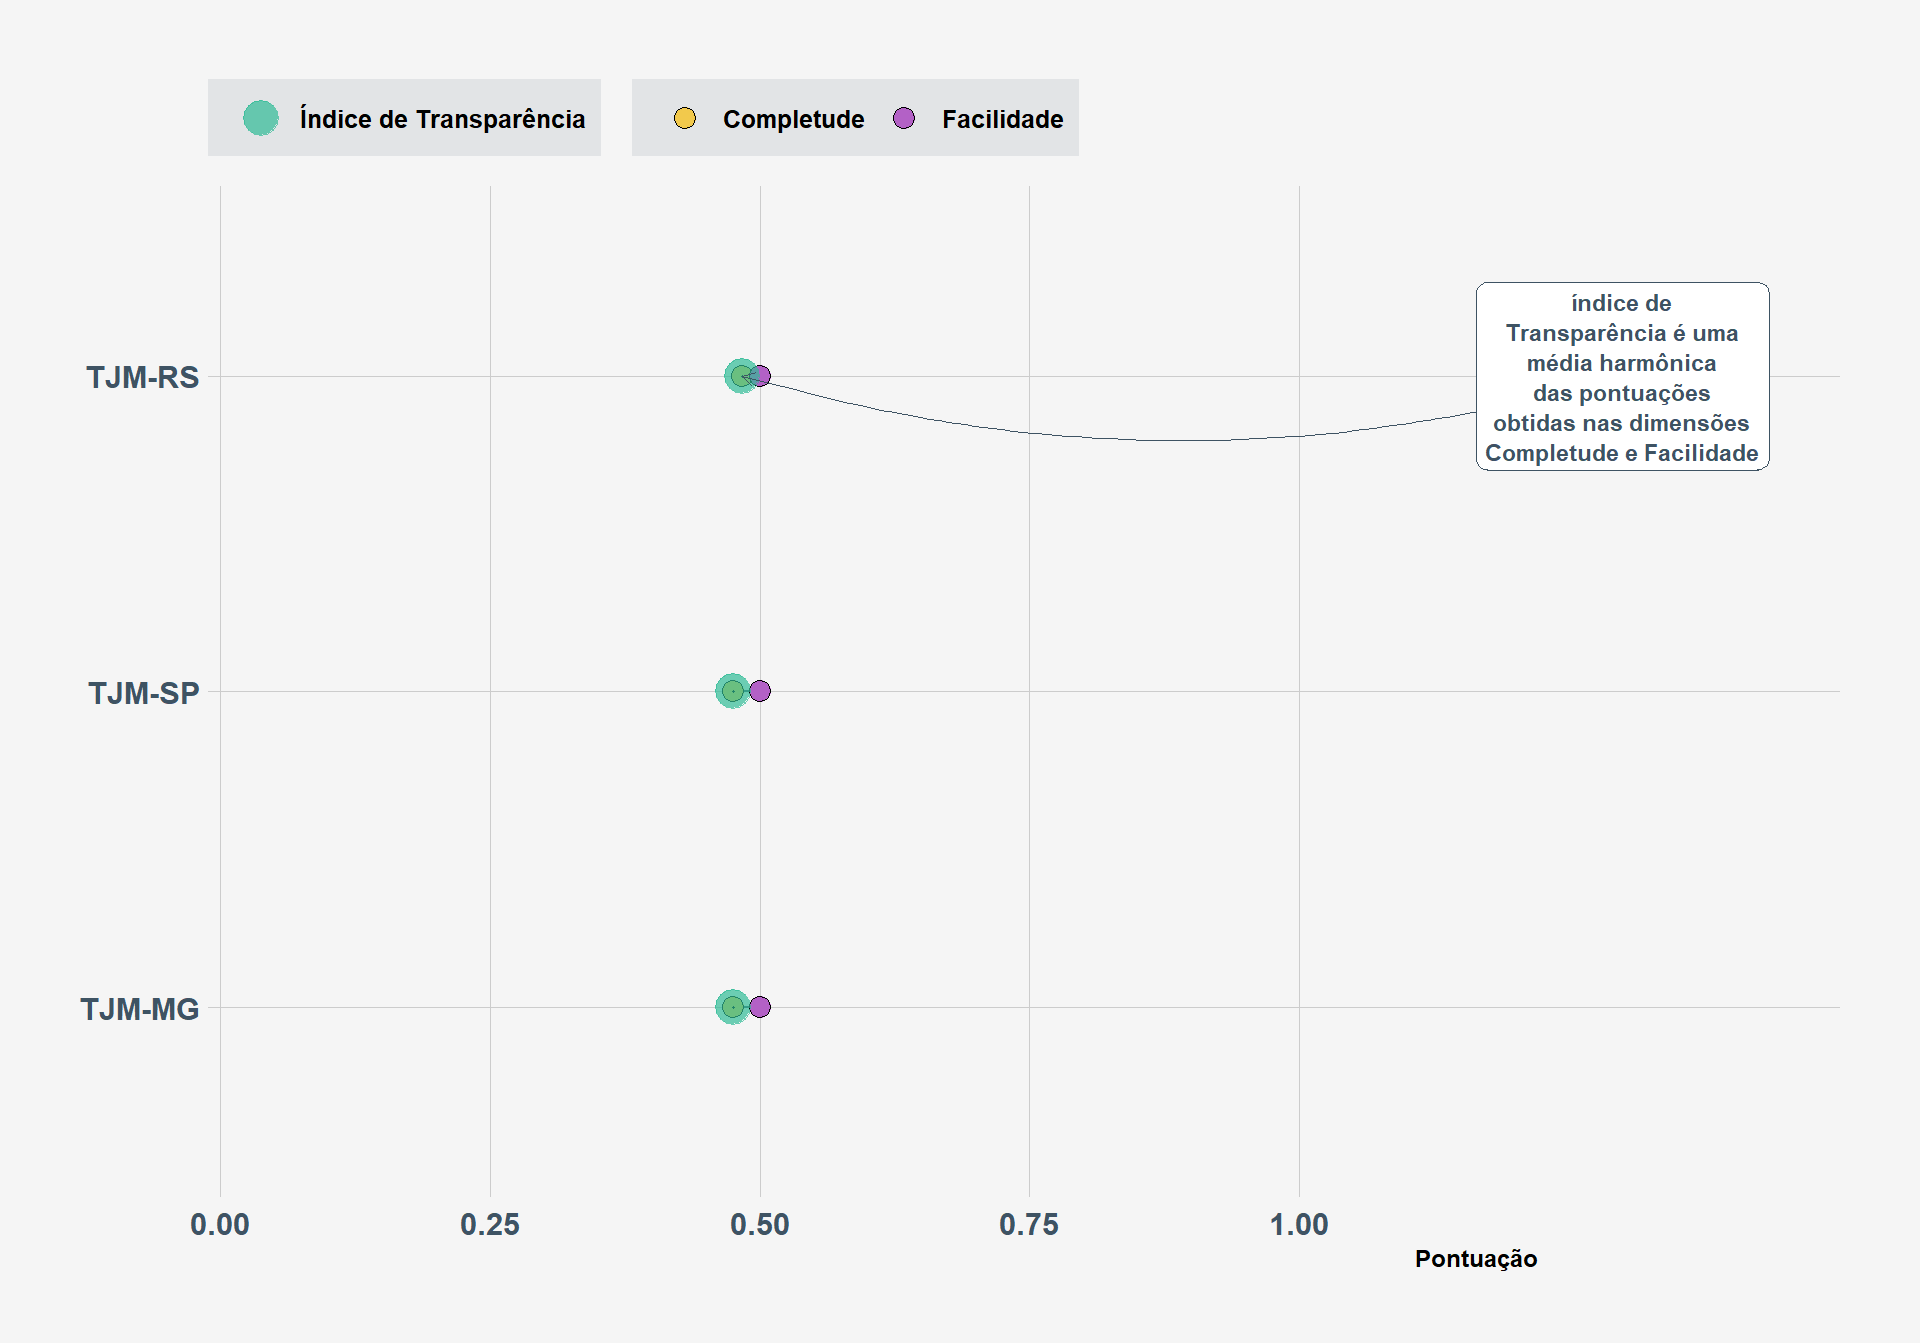 Índice de Transparência
Completude
Facilidade
TJM-RS
índice de
Transparência é uma
média harmônica
das pontuações
obtidas nas dimensões
Completude e Facilidade
TJM-SP
TJM-MG
0.00
0.25
0.50
0.75
1.00
Pontuação